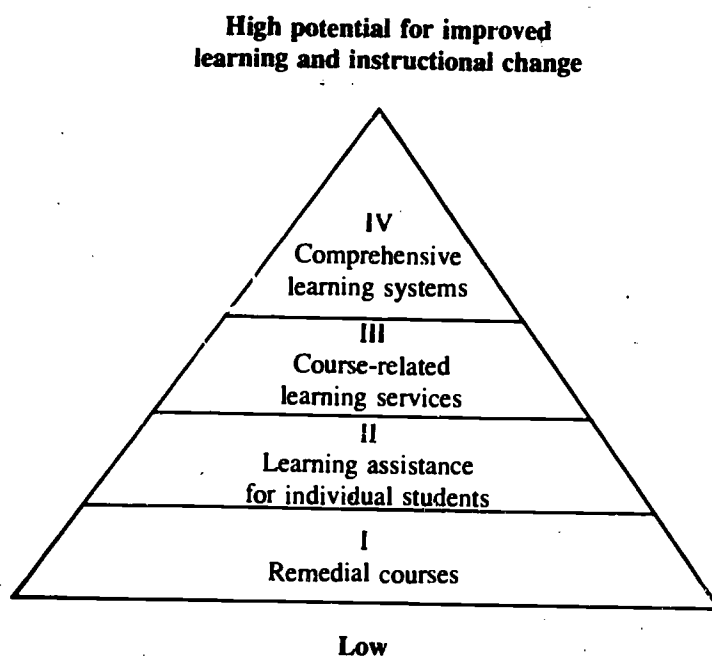 High potential for improved
learning and instructional change
IV
Comprehensive
learning systems
III
Course-related
learning services
II
Learning assistance
for individual students
I
Remedial courses
Low